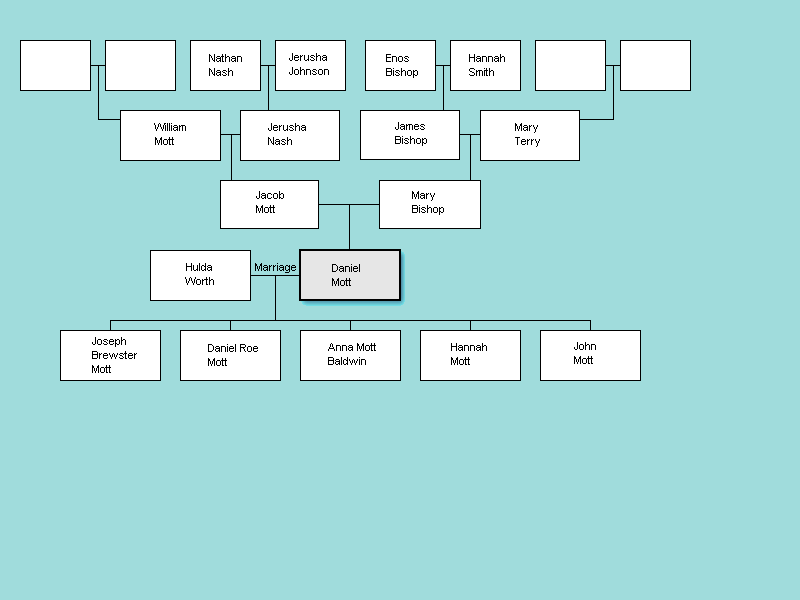 Nathan
Nash
Jerusha
Johnson
Enos
Bishop
Hannah
Smith
William
Mott
Jerusha
Nash
James
Bishop
Mary
Terry
Jacob
Mott
Mary
Bishop
Hulda
Worth
Marriage
Daniel
Mott
Joseph
Brewster
Mott
Daniel Roe
Mott
Anna Mott
Baldwin
Hannah
Mott
John
Mott